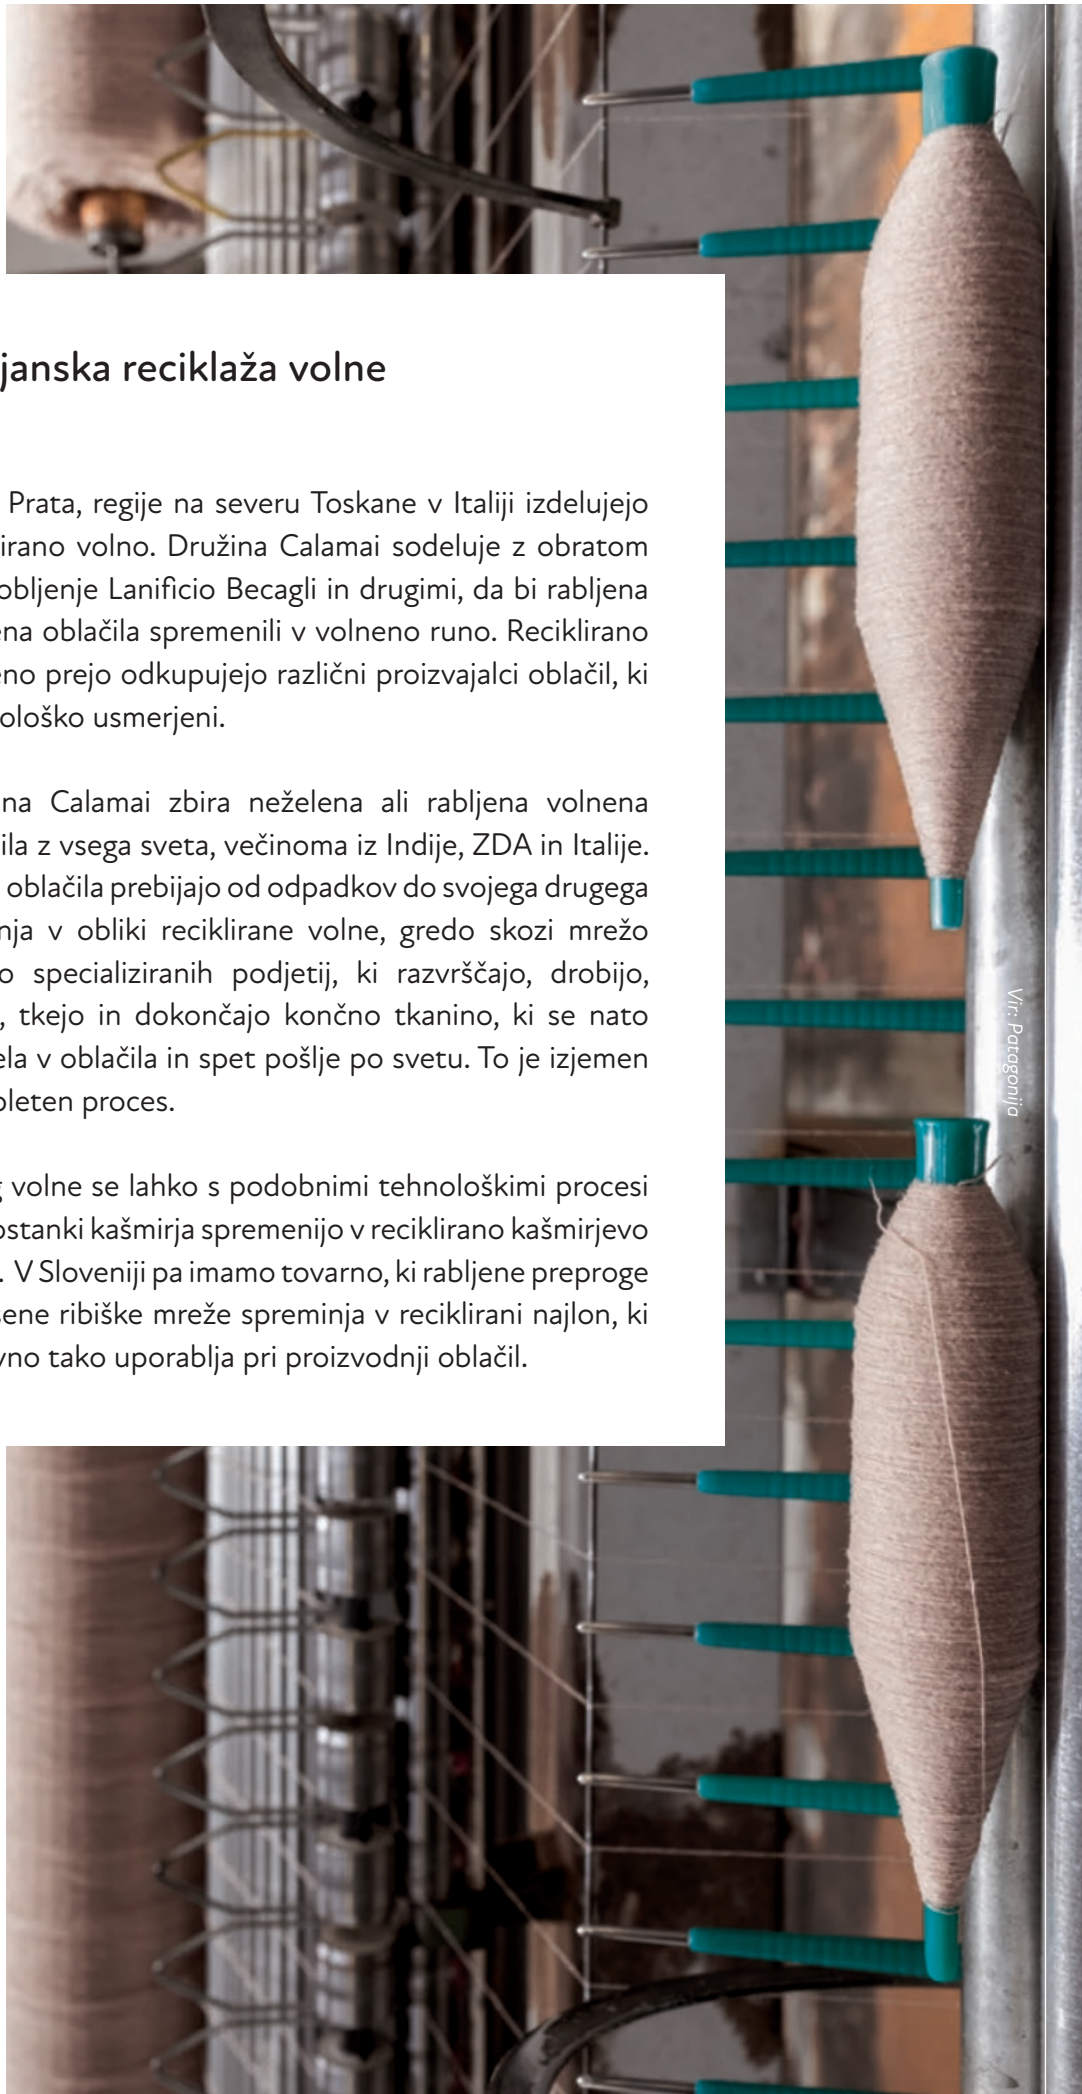 janska reciklaža volne
Prata, regije na severu Toskane v Italiji izdelujejo
irano volno. Družina Calamai sodeluje z obratom
obljenje Lanificio Becagli in drugimi, da bi rabljena
ena oblačila spremenili v volneno runo. Reciklirano
eno prejo odkupujejo različni proizvajalci oblačil, ki
ološko usmerjeni.
na Calamai zbira neželena ali rabljena volnena
ila z vsega sveta, večinoma iz Indije, ZDA in Italije.
oblačila prebijajo od odpadkov do svojega drugega
nja v obliki reciklirane volne, gredo skozi mrežo
o specializiranih podjetij, ki razvrščajo, drobijo,
, tkejo in dokončajo končno tkanino, ki se nato
ela v oblačila in spet pošlje po svetu. To je izjemen
pleten proces.
g volne se lahko s podobnimi tehnološkimi procesi
ostanki kašmirja spremenijo v reciklirano kašmirjevo
. V Sloveniji pa imamo tovarno, ki rabljene preproge
sene ribiške mreže spreminja v reciklirani najlon, ki
vno tako uporablja pri proizvodnji oblačil.
Vir: Patagonija